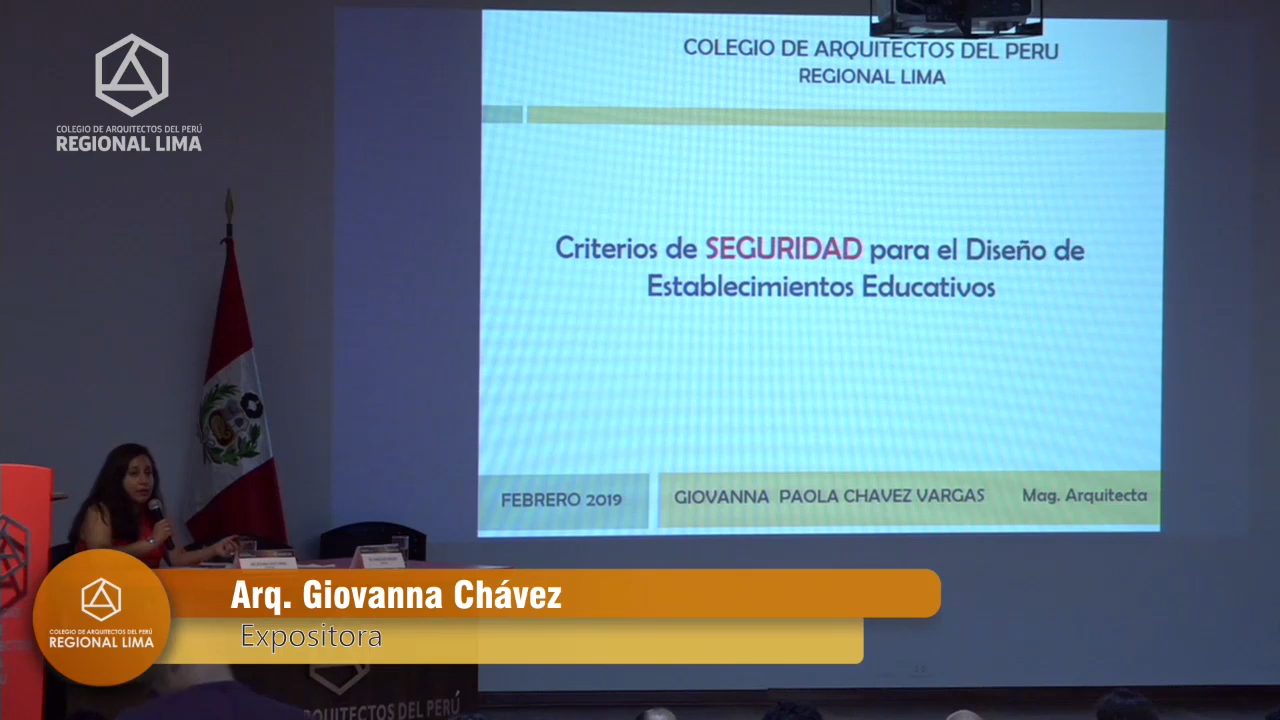 COLEGIO DE ARQUITECTOS DEL PERÚ
REGIONAL LIMA
COLEGIO DE ARQUITECTOS DEL PERU
REGIONAL LIMA
Criterios de SEGURIDAD para el Diseño de
Establecimientos Educativos
FEBRERO 2019
GIOVANNA PAOLA CHAVEZ VARGAS Mag. Arquitecta
Arq. Giovanna Chávez
Expositora
COLEGIO DE ARQUITECTOS DEL PERÚ
REGIONAL LIMA
QUITECTOS DEL PERÚ